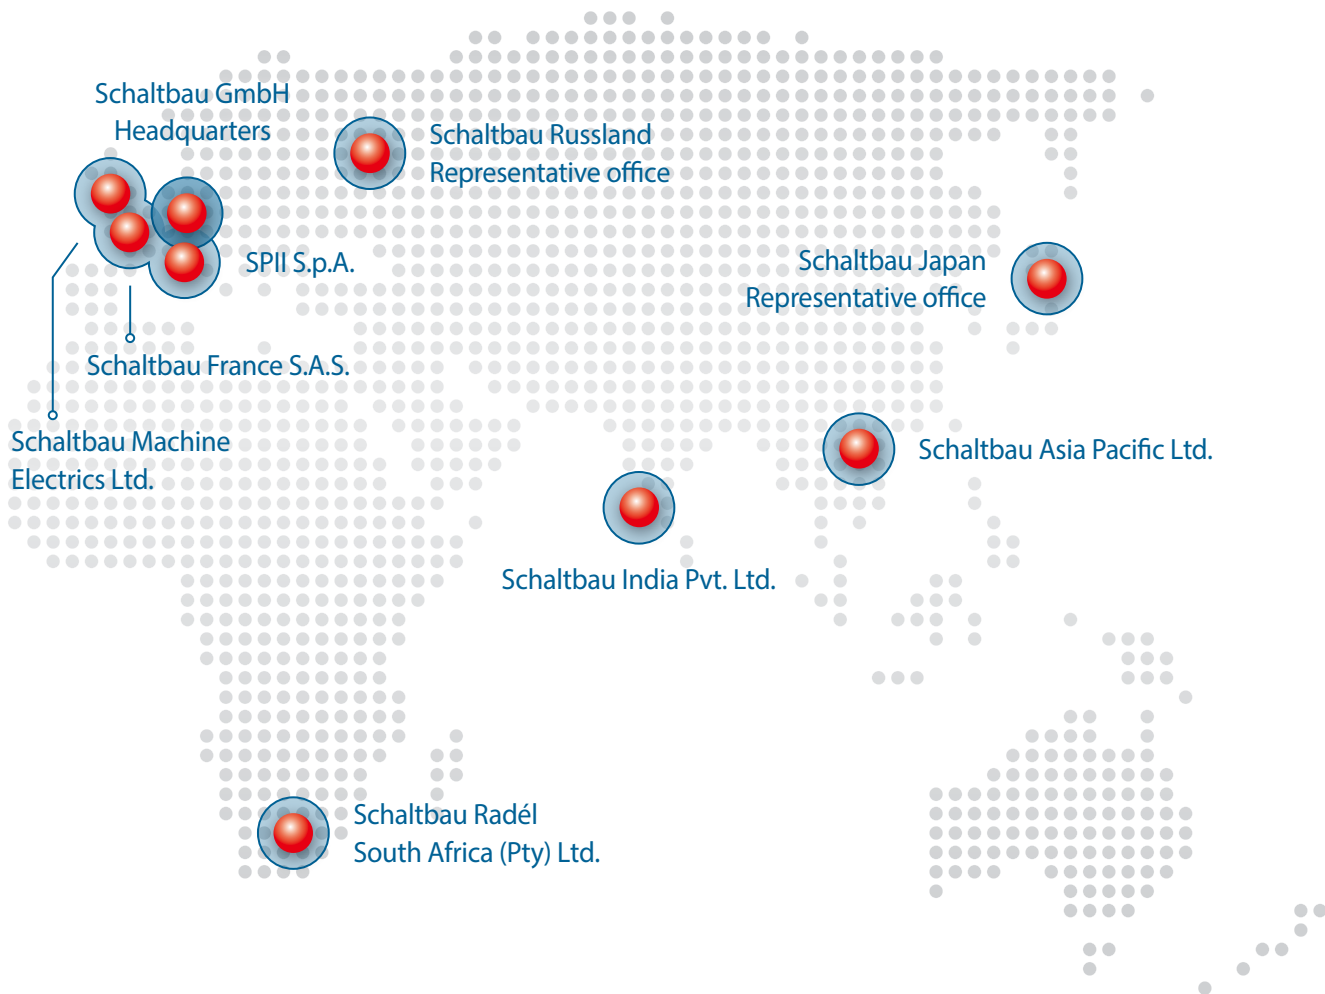 Schaltbau GmbH
Headquarters
Schaltbau Russland
Representative office
SPII S.p.A.
Schaltbau Japan
Representative office
Schaltbau France S.A.S.
Schaltbau Machine
Electrics Ltd.
Schaltbau Asia Pacific Ltd.
Schaltbau India Pvt. Ltd.
Schaltbau Radél
South Africa (Pty) Ltd.